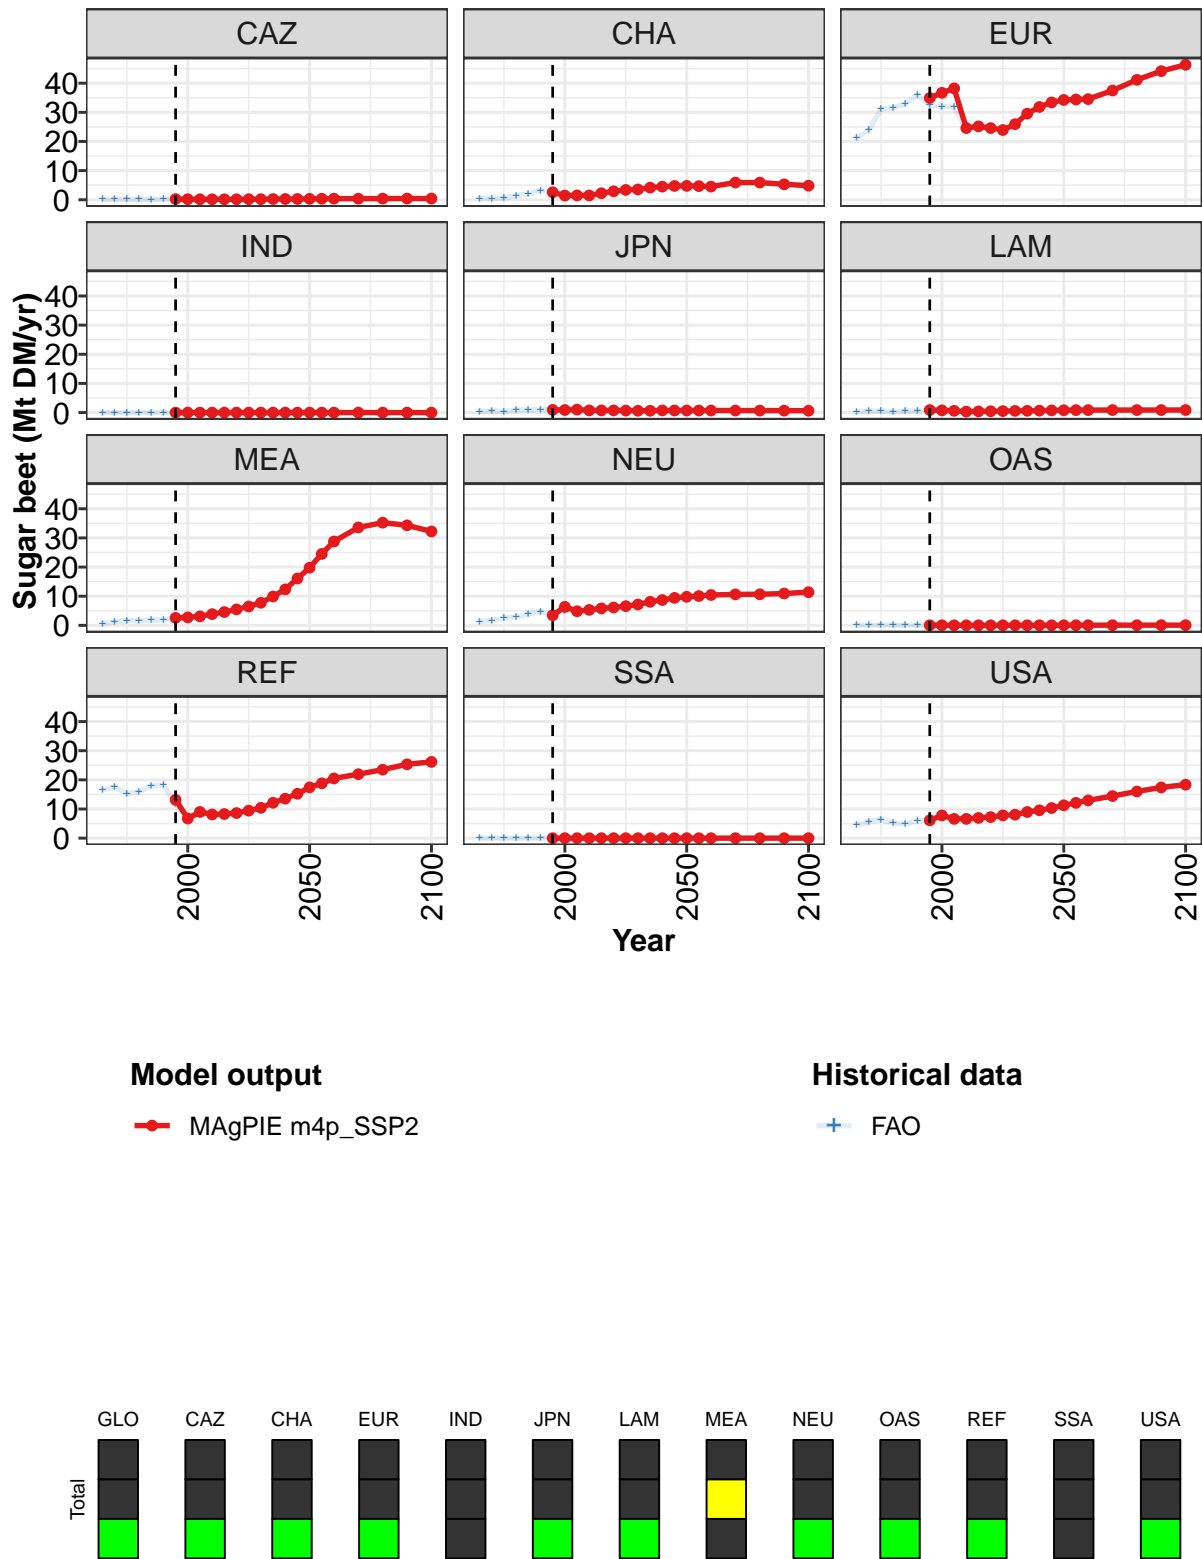 CAZ CHA EUR
40
30
20
10
0
IND JPN LAM
40
30
20
10
0
MEA NEU OAS
40
30
20
10
0
REF SSA USA
40
30
20
10
0
Sugar beet (Mt DM/yr)
2000 2050 2100 2000 2050 2100 2000 2050 2100
Year
Model output Historical data
MAgPIE m4p_SSP2 FAO
GLO CAZ CHA EUR IND JPN LAM MEA NEU OAS REF SSA USA
Total